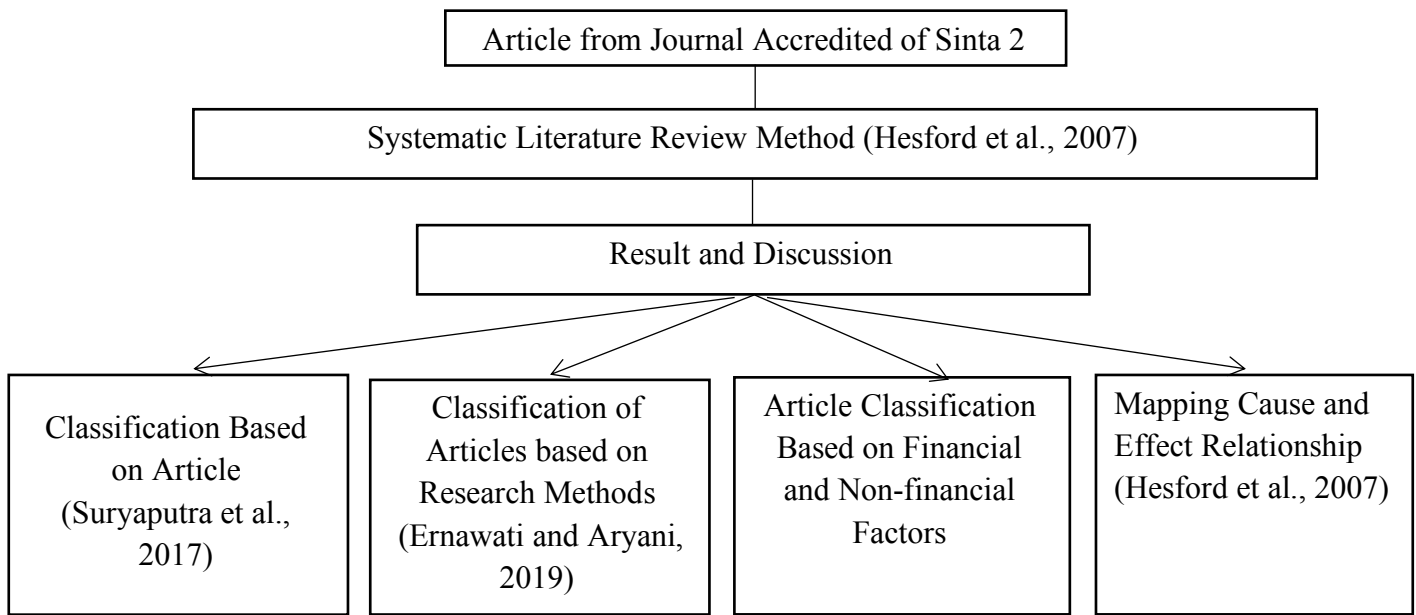 Article from Journal Accredited of Sinta 2
Systematic Literature Review Method (Hesford et al., 2007)
Result and Discussion
Classification Based
on Article
(Suryaputra et al.,
2017)
Classification of
Articles based on
Research Methods
(Ernawati and Aryani,
2019)
Article Classification
Based on Financial
and Non-financial
Factors
Mapping Cause and
Effect Relationship
(Hesford et al., 2007)